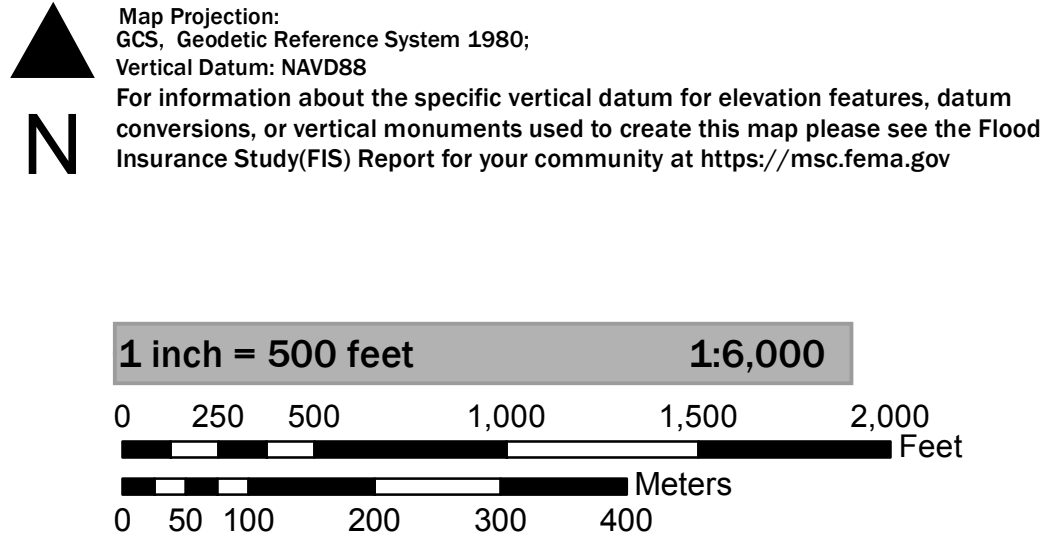 Map Projection:
GCS, Geodetic Reference System 1980;
Vertical Datum: NAVD88
For information about the specific vertical datum for elevation features, datum
conversions, or vertical monuments used to create this map please see the Flood
Insurance Study(FIS) Report for your community at https://msc.fema.gov
N
1 inch = 500 feet 1:6,000
0 250 500 1,000 1,500 2,000
Feet
Meters
0 50 100 200 300 400